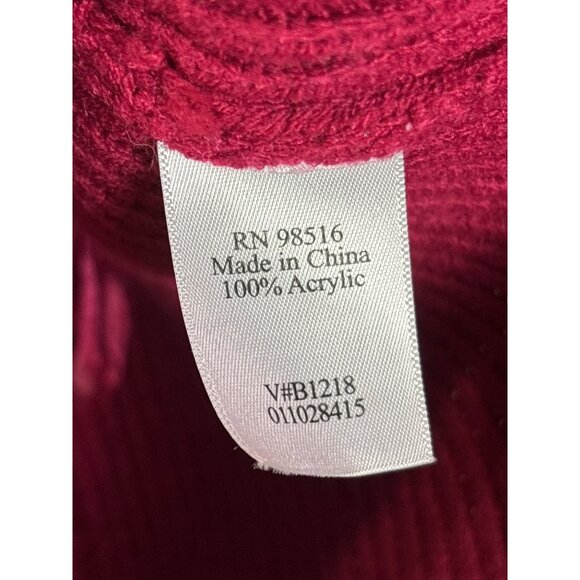 RN 98516
Made in China
100% Acrylic
V#B1218
011028415